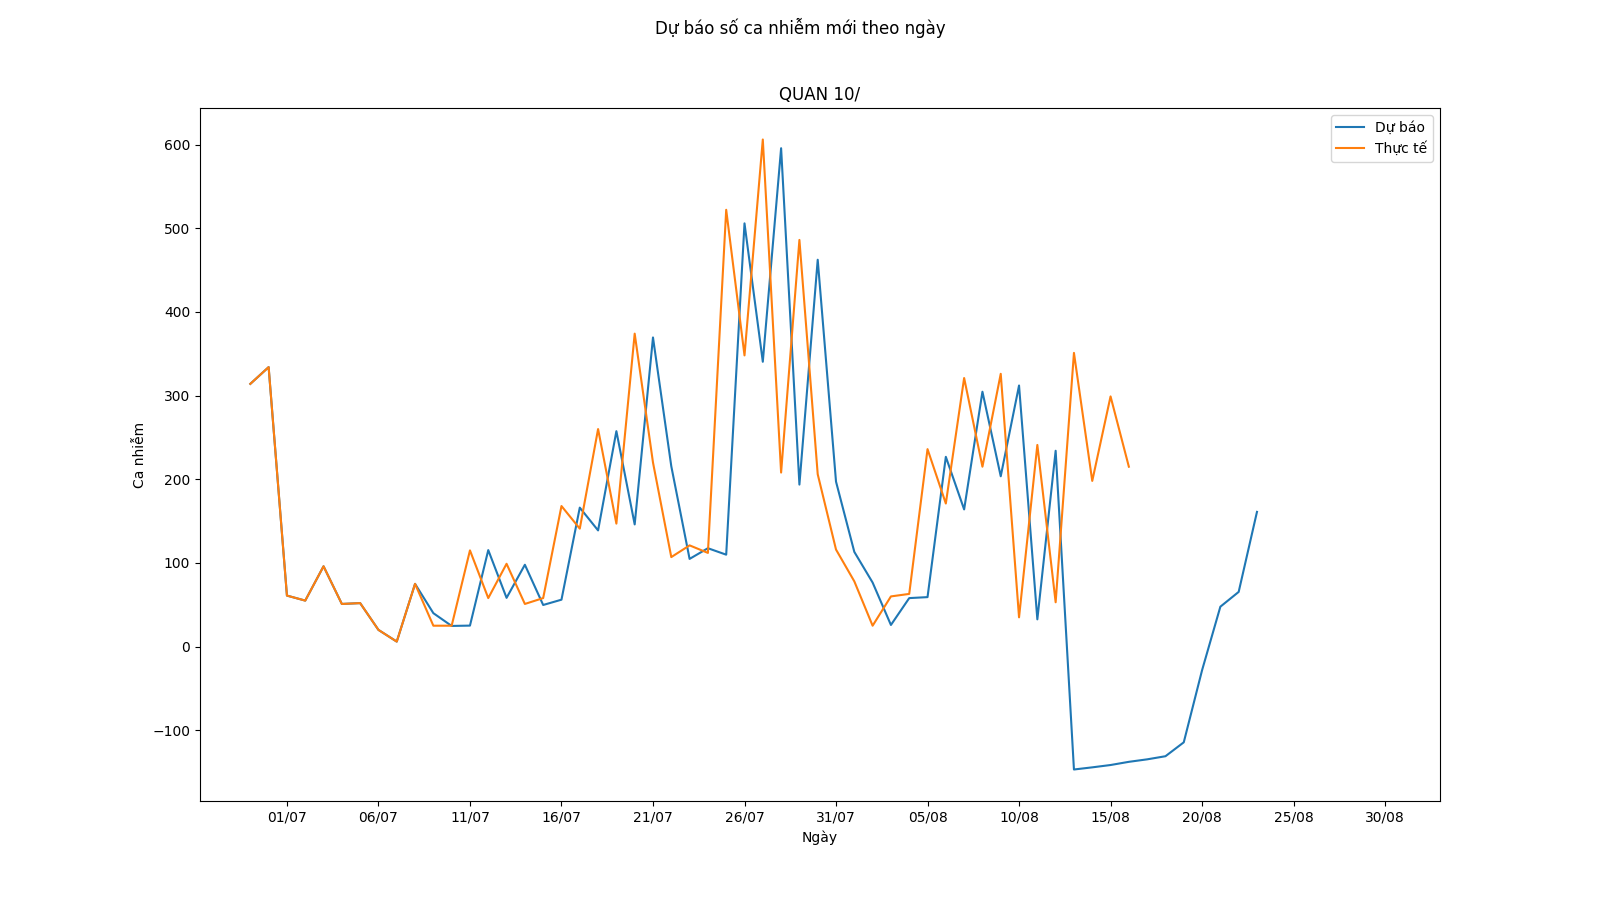 Dự báo số ca nhiễm mới theo ngày
QUAN 10/
Dự báo
Thực tế
600
500
400
300
200
100
0
−100
Ca nhiễm
01/07 06/07 11/07 16/07 21/07 26/07 31/07 05/08 10/08 15/08 20/08 25/08 30/08
Ngày